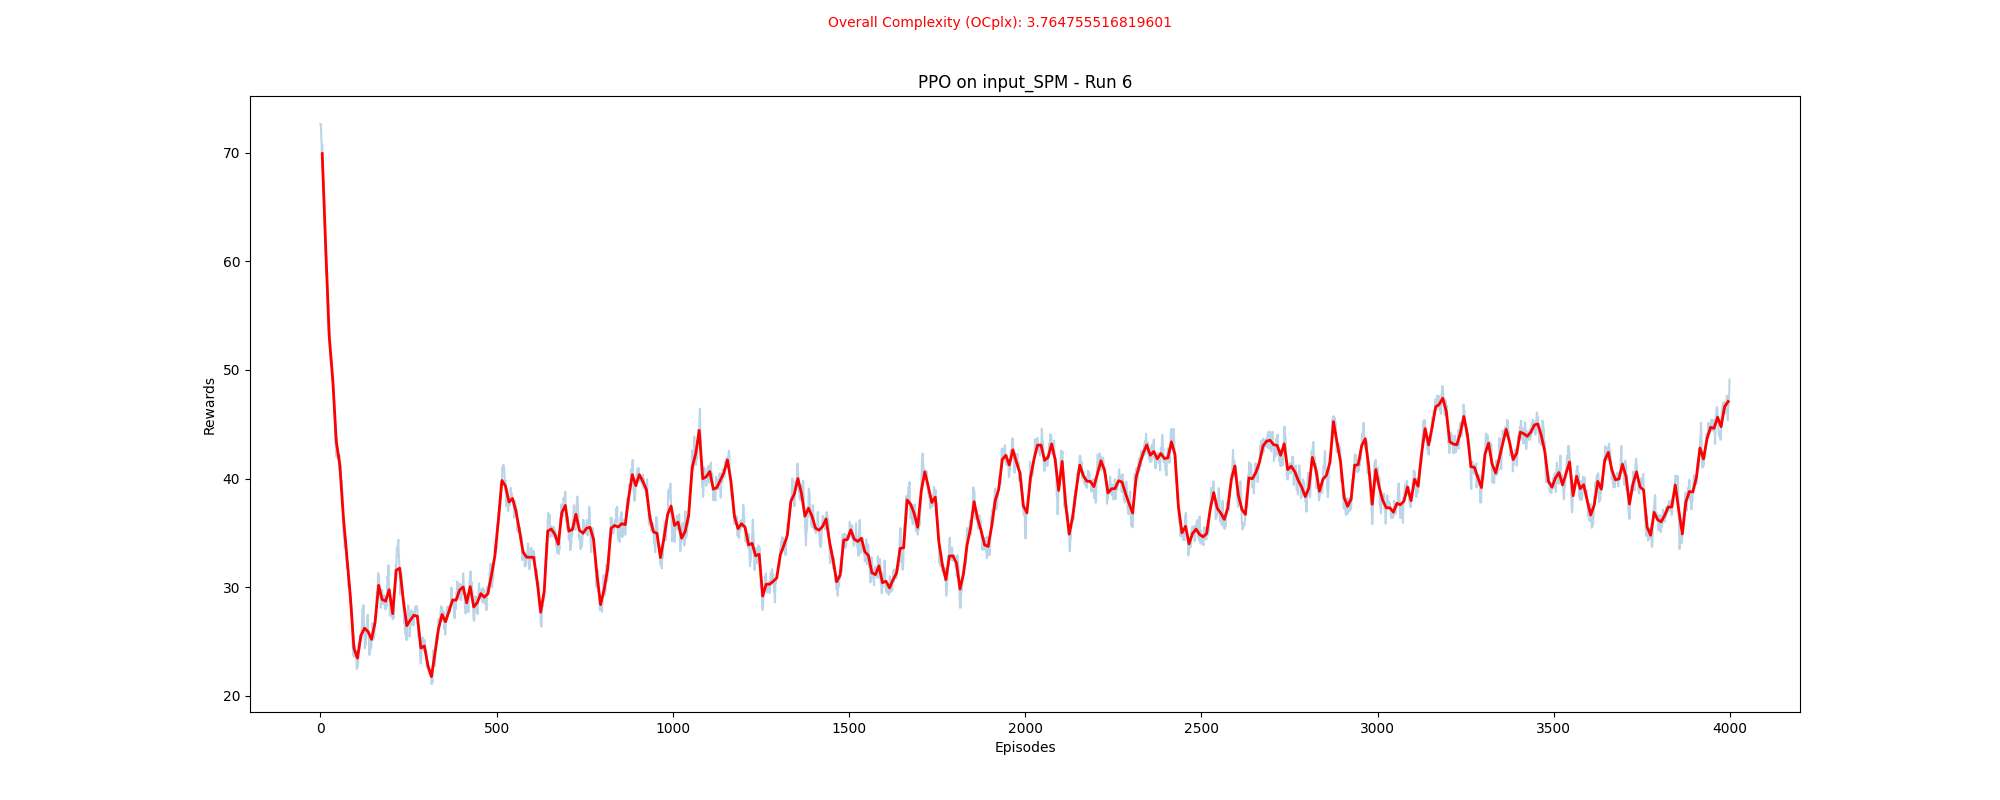 Overall Complexity (OCplx): 3.764755516819601
PPO on input_SPM - Run 6
70
60
50
40
30
20
Rewards
0 500 1000 1500 2000 2500 3000 3500 4000
Episodes